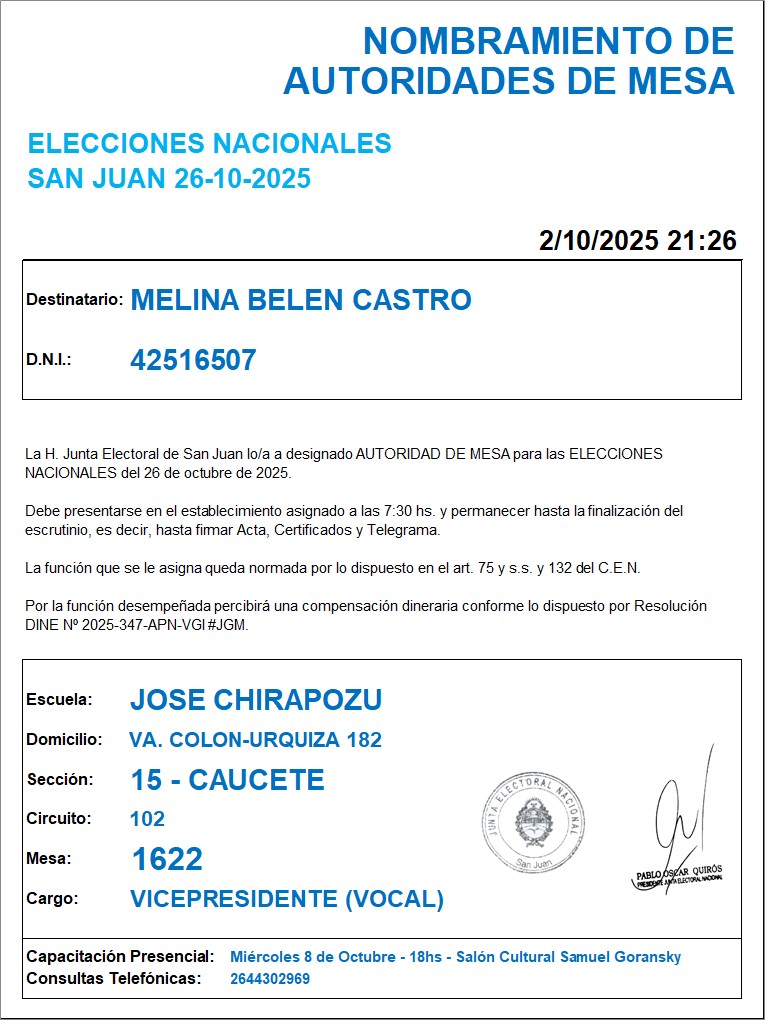 NOMBRAMIENTO DE
AUTORIDADES DE MESA
ELECCIONES NACIONALES
SAN JUAN 26-10-2025
2/10/2025 21:26
Destinatario: MELINA BELEN CASTRO
D.N.I.: 42516507
La H. Junta Electoral de San Juan lo/a a designado AUTORIDAD DE MESA para las ELECCIONES
NACIONALES del 26 de octubre de 2025.
Debe presentarse en el establecimiento asignado a las 7:30 hs. y permanecer hasta la finalización del
escrutinio, es decir, hasta firmar Acta, Certificados y Telegrama.
La función que se le asigna queda normada por lo dispuesto en el art. 75 y s.s. y 132 del C.E.N.
Por la función desempeñada percibirá una compensación dineraria conforme lo dispuesto por Resolución
DINE Nº 2025-347-APN-VGI#JGM.
Escuela: JOSE CHIRAPOZU
Domicilio: VA. COLON-URQUIZA 182
Sección: 15 - CAUCETE
Circuito: 102
Mesa: 1622
Cargo: VICEPRESIDENTE (VOCAL)
JUNTA ELECTORAL NACIONAL
San Juan
PABLO OSCAR QUIRÓS
PRESIDENTE JUNTA ELECTORAL NACIONAL
Capacitación Presencial: Miércoles 8 de Octubre - 18hs - Salón Cultural Samuel Goransky
Consultas Telefónicas: 2644302969